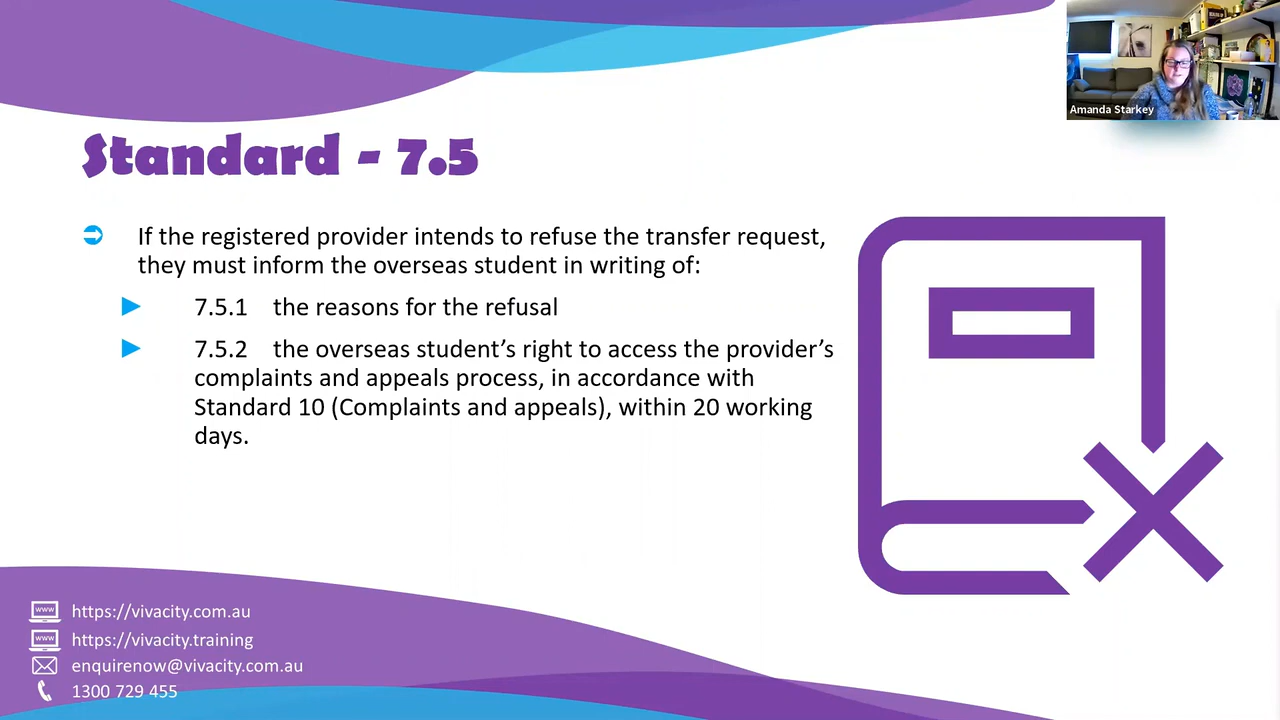 Amanda Starkey
Standard - 7.5
If the registered provider intends to refuse the transfer request,
they must inform the overseas student in writing of:
7.5.1 the reasons for the refusal
7.5.2 the overseas student’s right to access the provider’s
complaints and appeals process, in accordance with
Standard 10 (Complaints and appeals), within 20 working
days.
www https://vivacity.com.au
www https://vivacity.training
enquirenow@vivacity.com.au
1300 729 455